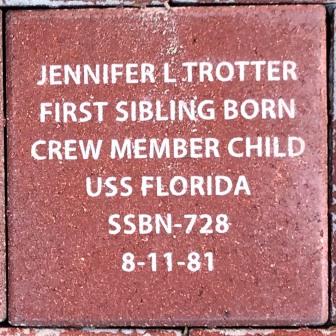 JENNIFER L TROTTER
FIRST SIBLING BORN
CREW MEMBER CHILD
USS FLORIDA
SSBN-728
8-11-81